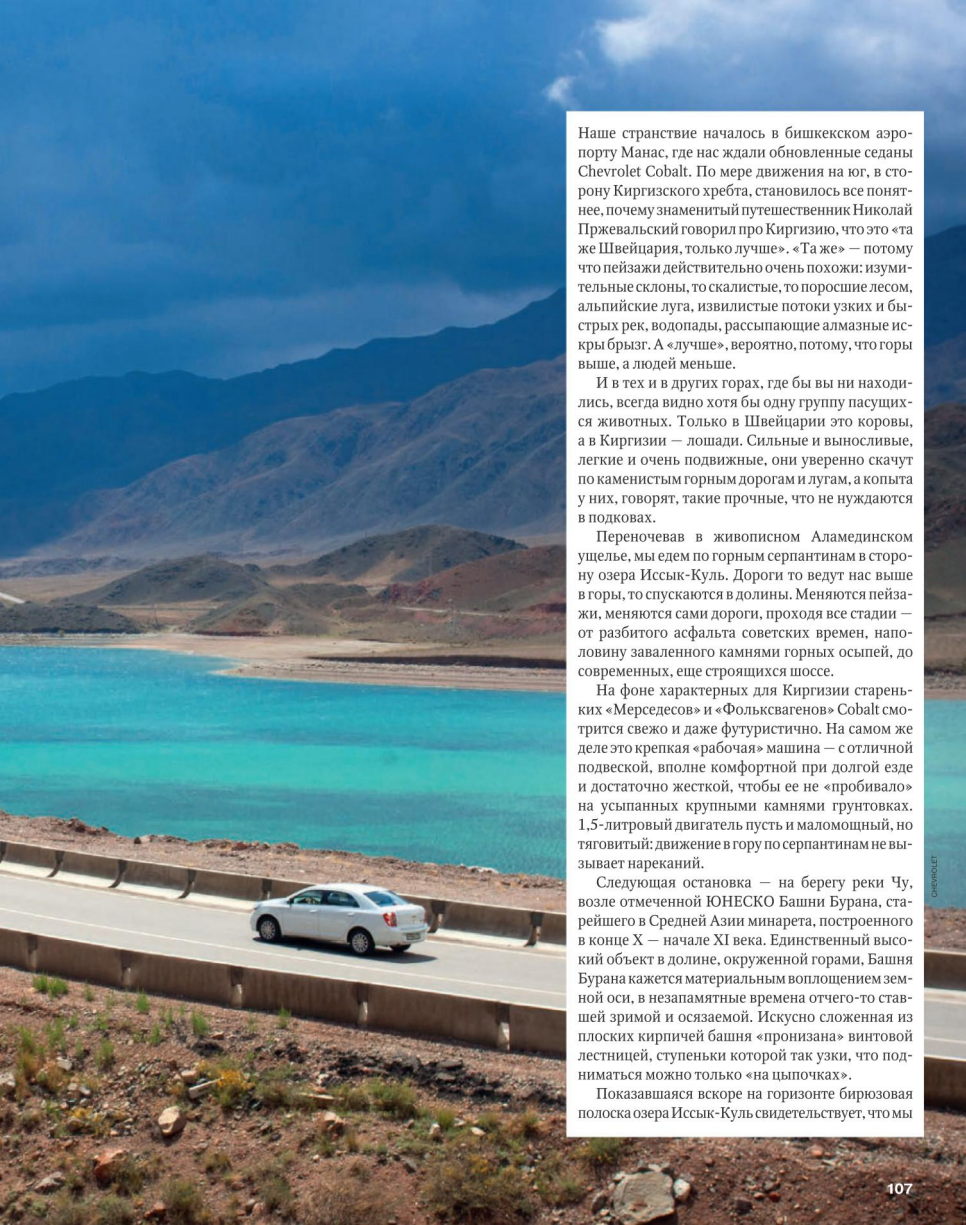 Наше странствие началось в бишкекском аэро-
порту Манас, где нас ждали обновленные седаны
Chevrolet Cobalt. По мере движения на юг, в сто-
рону Киргизского хребта, становилось все понят-
нее, почему знаменитый путешественник Николай
Пржевальский говорил про Киргизию, что это «та
же Швейцария, только лучше». «Та же» — потому
что пейзажи действительно очень похожи: изуми-
тельные склоны, то скалистые, то поросшие лесом,
альпийские луга, извилистые потоки узких и бы-
стрых рек, водопады, рассыпающие алмазные ис-
кры брызг. А «лучше», вероятно, потому, что горы
выше, а людей меньше.
И в тех и в других горах, где бы вы ни находи-
лись, всегда видно хотя бы одну группу пасущих-
ся животных. Только в Швейцарии это коровы,
а в Киргизии — лошади. Сильные и выносливые,
легкие и очень подвижные, они уверенно скачут
по каменистым горным дорогам и лугам, а копыта
у них, говорят, такие прочные, что не нуждаются
в подковах.
Переночевав в живописном Аламединском
ущелье, мы едем по горным серпантинам в сторо-
ну озера Иссык-Куль. Дороги то ведут нас выше
в горы, то спускаются в долины. Меняются пейза-
жи, меняются сами дороги, проходя все стадии —
от разбитого асфальта советских времен, напо-
ловину заваленного камнями горных осыпей, до
современных, еще строящихся шоссе.
На фоне характерных для Киргизии старень-
ких «Мерседесов» и «Фольксвагенов» Cobalt смо-
трится свежо и даже футуристично. На самом же
деле это крепкая «рабочая» машина — с отличной
подвеской, вполне комфортной при долгой езде
и достаточно жесткой, чтобы ее не «пробивало»
на усыпанных крупными камнями грунтовках.
1,5-литровый двигатель пусть и маломощный, но
тяговитый: движение в гору по серпантинам не вы-
зывает нареканий.
Следующая остановка — на берегу реки Чу,
возле отмеченной ЮНЕСКО Башни Бурана, ста-
рейшего в Средней Азии минарета, построенного
в конце X — начале XI века. Единственный высо-
кий объект в долине, окруженной горами, Башня
Бурана кажется материальным воплощением зем-
ной оси, в незапамятные времена отчего-то став-
шей зримой и осязаемой. Искусно сложенная из
плоских кирпичей башня «пронизана» винтовой
лестницей, ступеньки которой так узки, что под-
ниматься можно только «на цыпочках».
Показавшаяся вскоре на горизонте бирюзовая
полоска озера Иссык-Куль свидетельствует, что мы
CHEVROLET
107